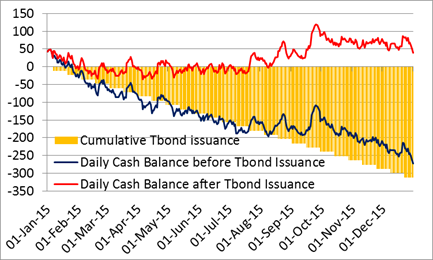 150
100
50
0
-50
-100
-150
-200
-250
-300
-350
Cumulative Tbond issuance
Daily Cash Balance before Tbond Issuance
Daily Cash Balance after Tbond Issuance
01-Jan-15
01-Feb-15
01-Mar-15
01-Apr-15
01-May-15
01-Jun-15
01-Jul-15
01-Aug-15
01-Sep-15
01-Oct-15
01-Nov-15
01-Dec-15